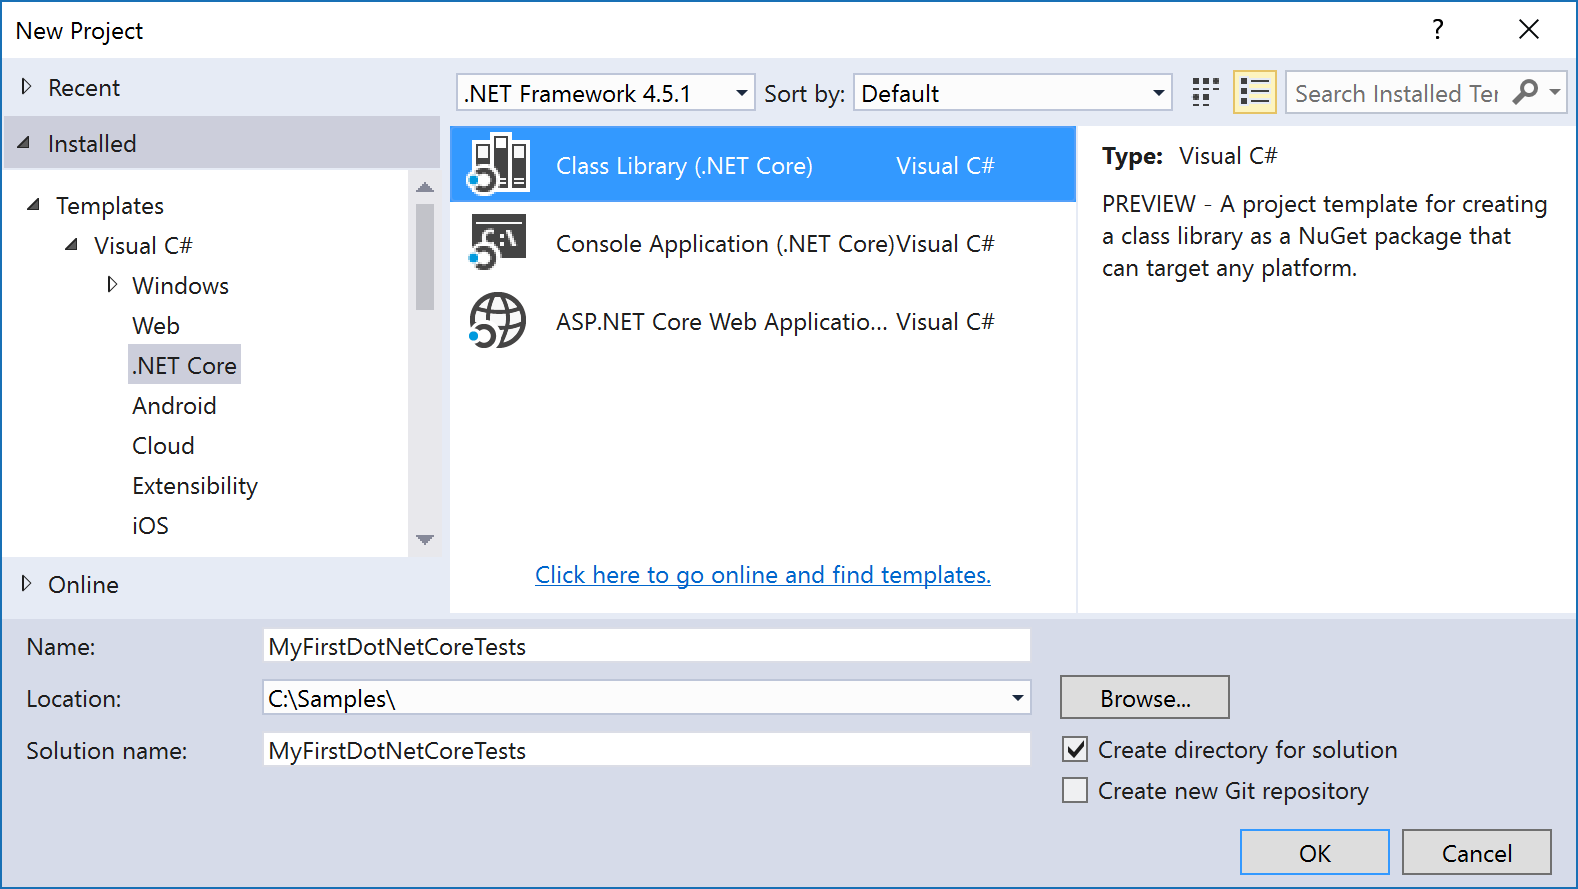 New Project
?
Recent
Installed
Templates
Visual C#
Windows
Web
.NET Core
Android
Cloud
Extensibility
iOS
Online
.NET Framework 4.5.1
Sort by:
Default
Search Installed Te
Class Library (.NET Core) Visual C#
C:\
Console Application (.NET Core) Visual C#
ASP.NET Core Web Applicatio... Visual C#
Click here to go online and find templates.
Type: Visual C#
PREVIEW - A project template for creating
a class library as a NuGet package that
can target any platform.
Name:
MyFirstDotNetCoreTests
Location:
C:\Samples\
Browse...
Solution name:
MyFirstDotNetCoreTests
Create directory for solution
Create new Git repository
OK
Cancel